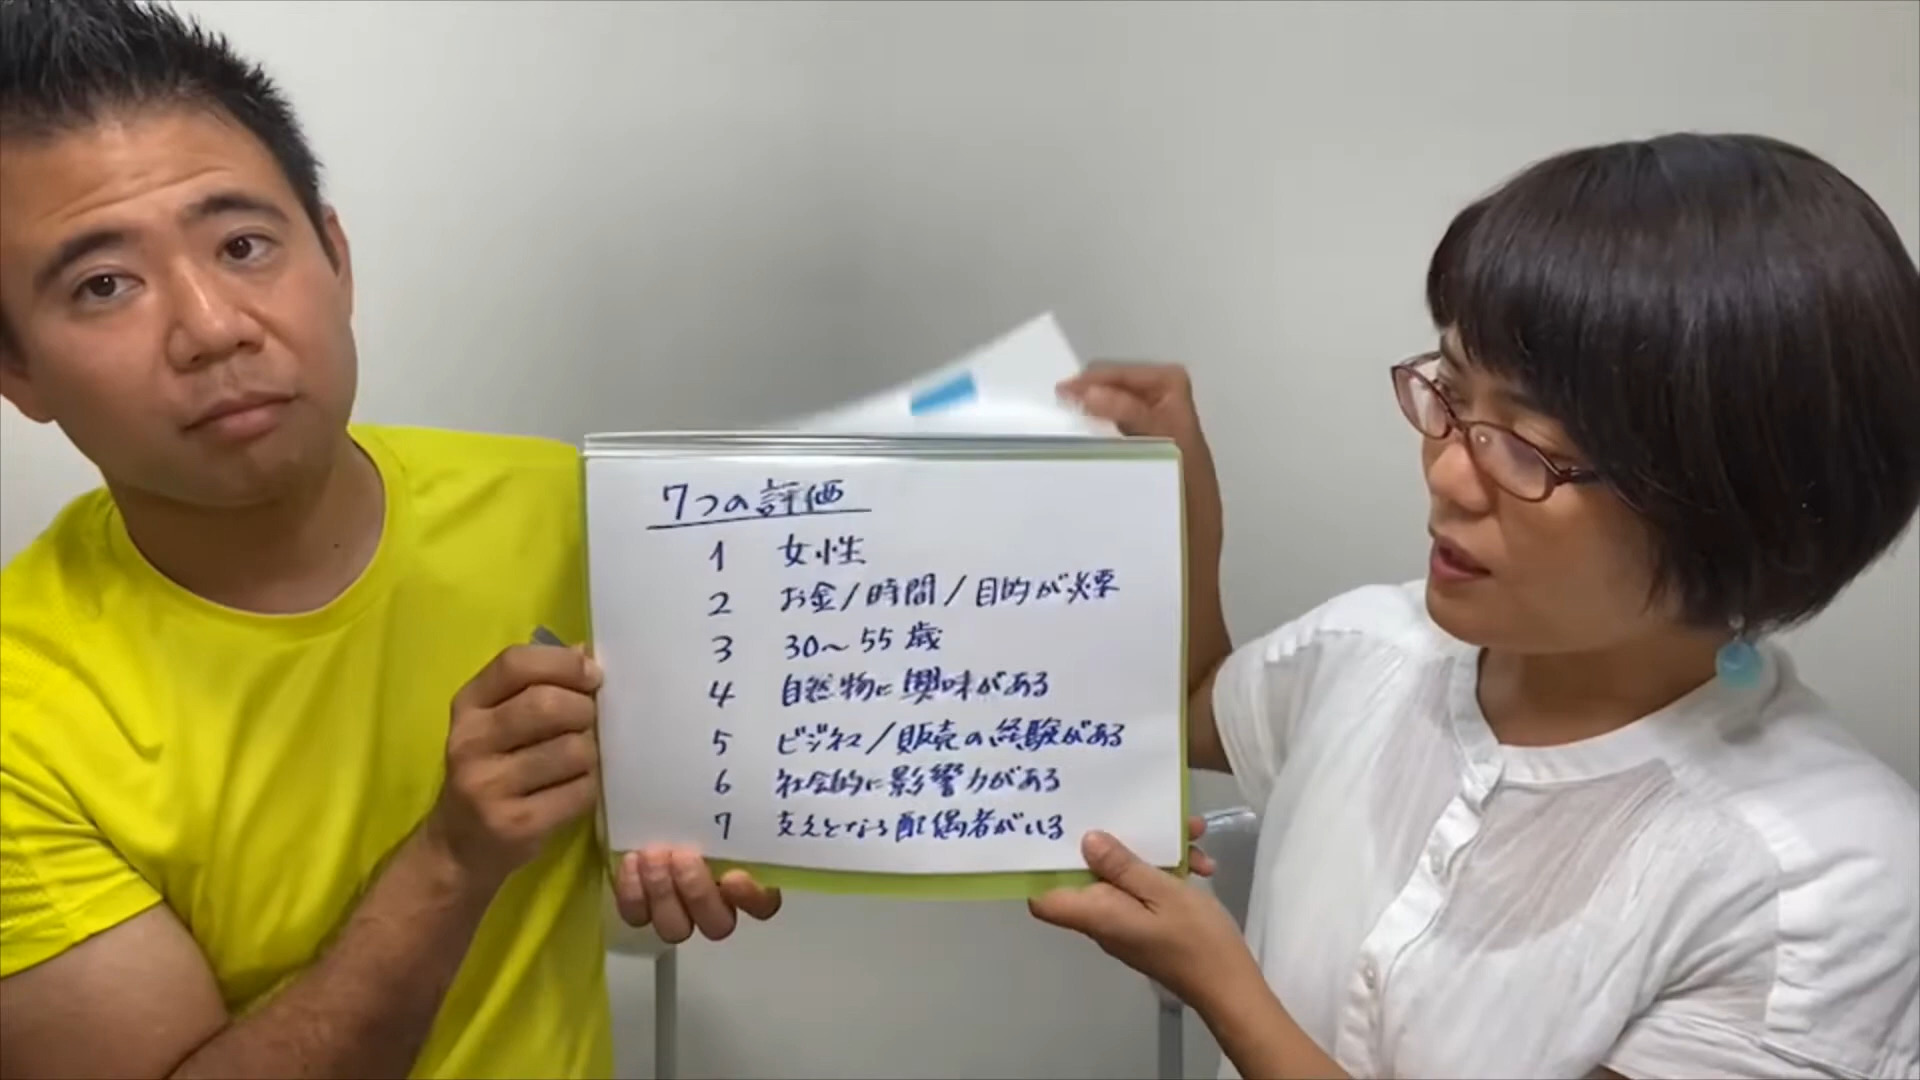 7つの評価
1 女性
2 お金/時間/目的が必要
3 30～55歳
4 自然物に興味がある
5 ビジネス/販売の経験がある
6 社会的に影響力がある
7 支えとなる配偶者がいる